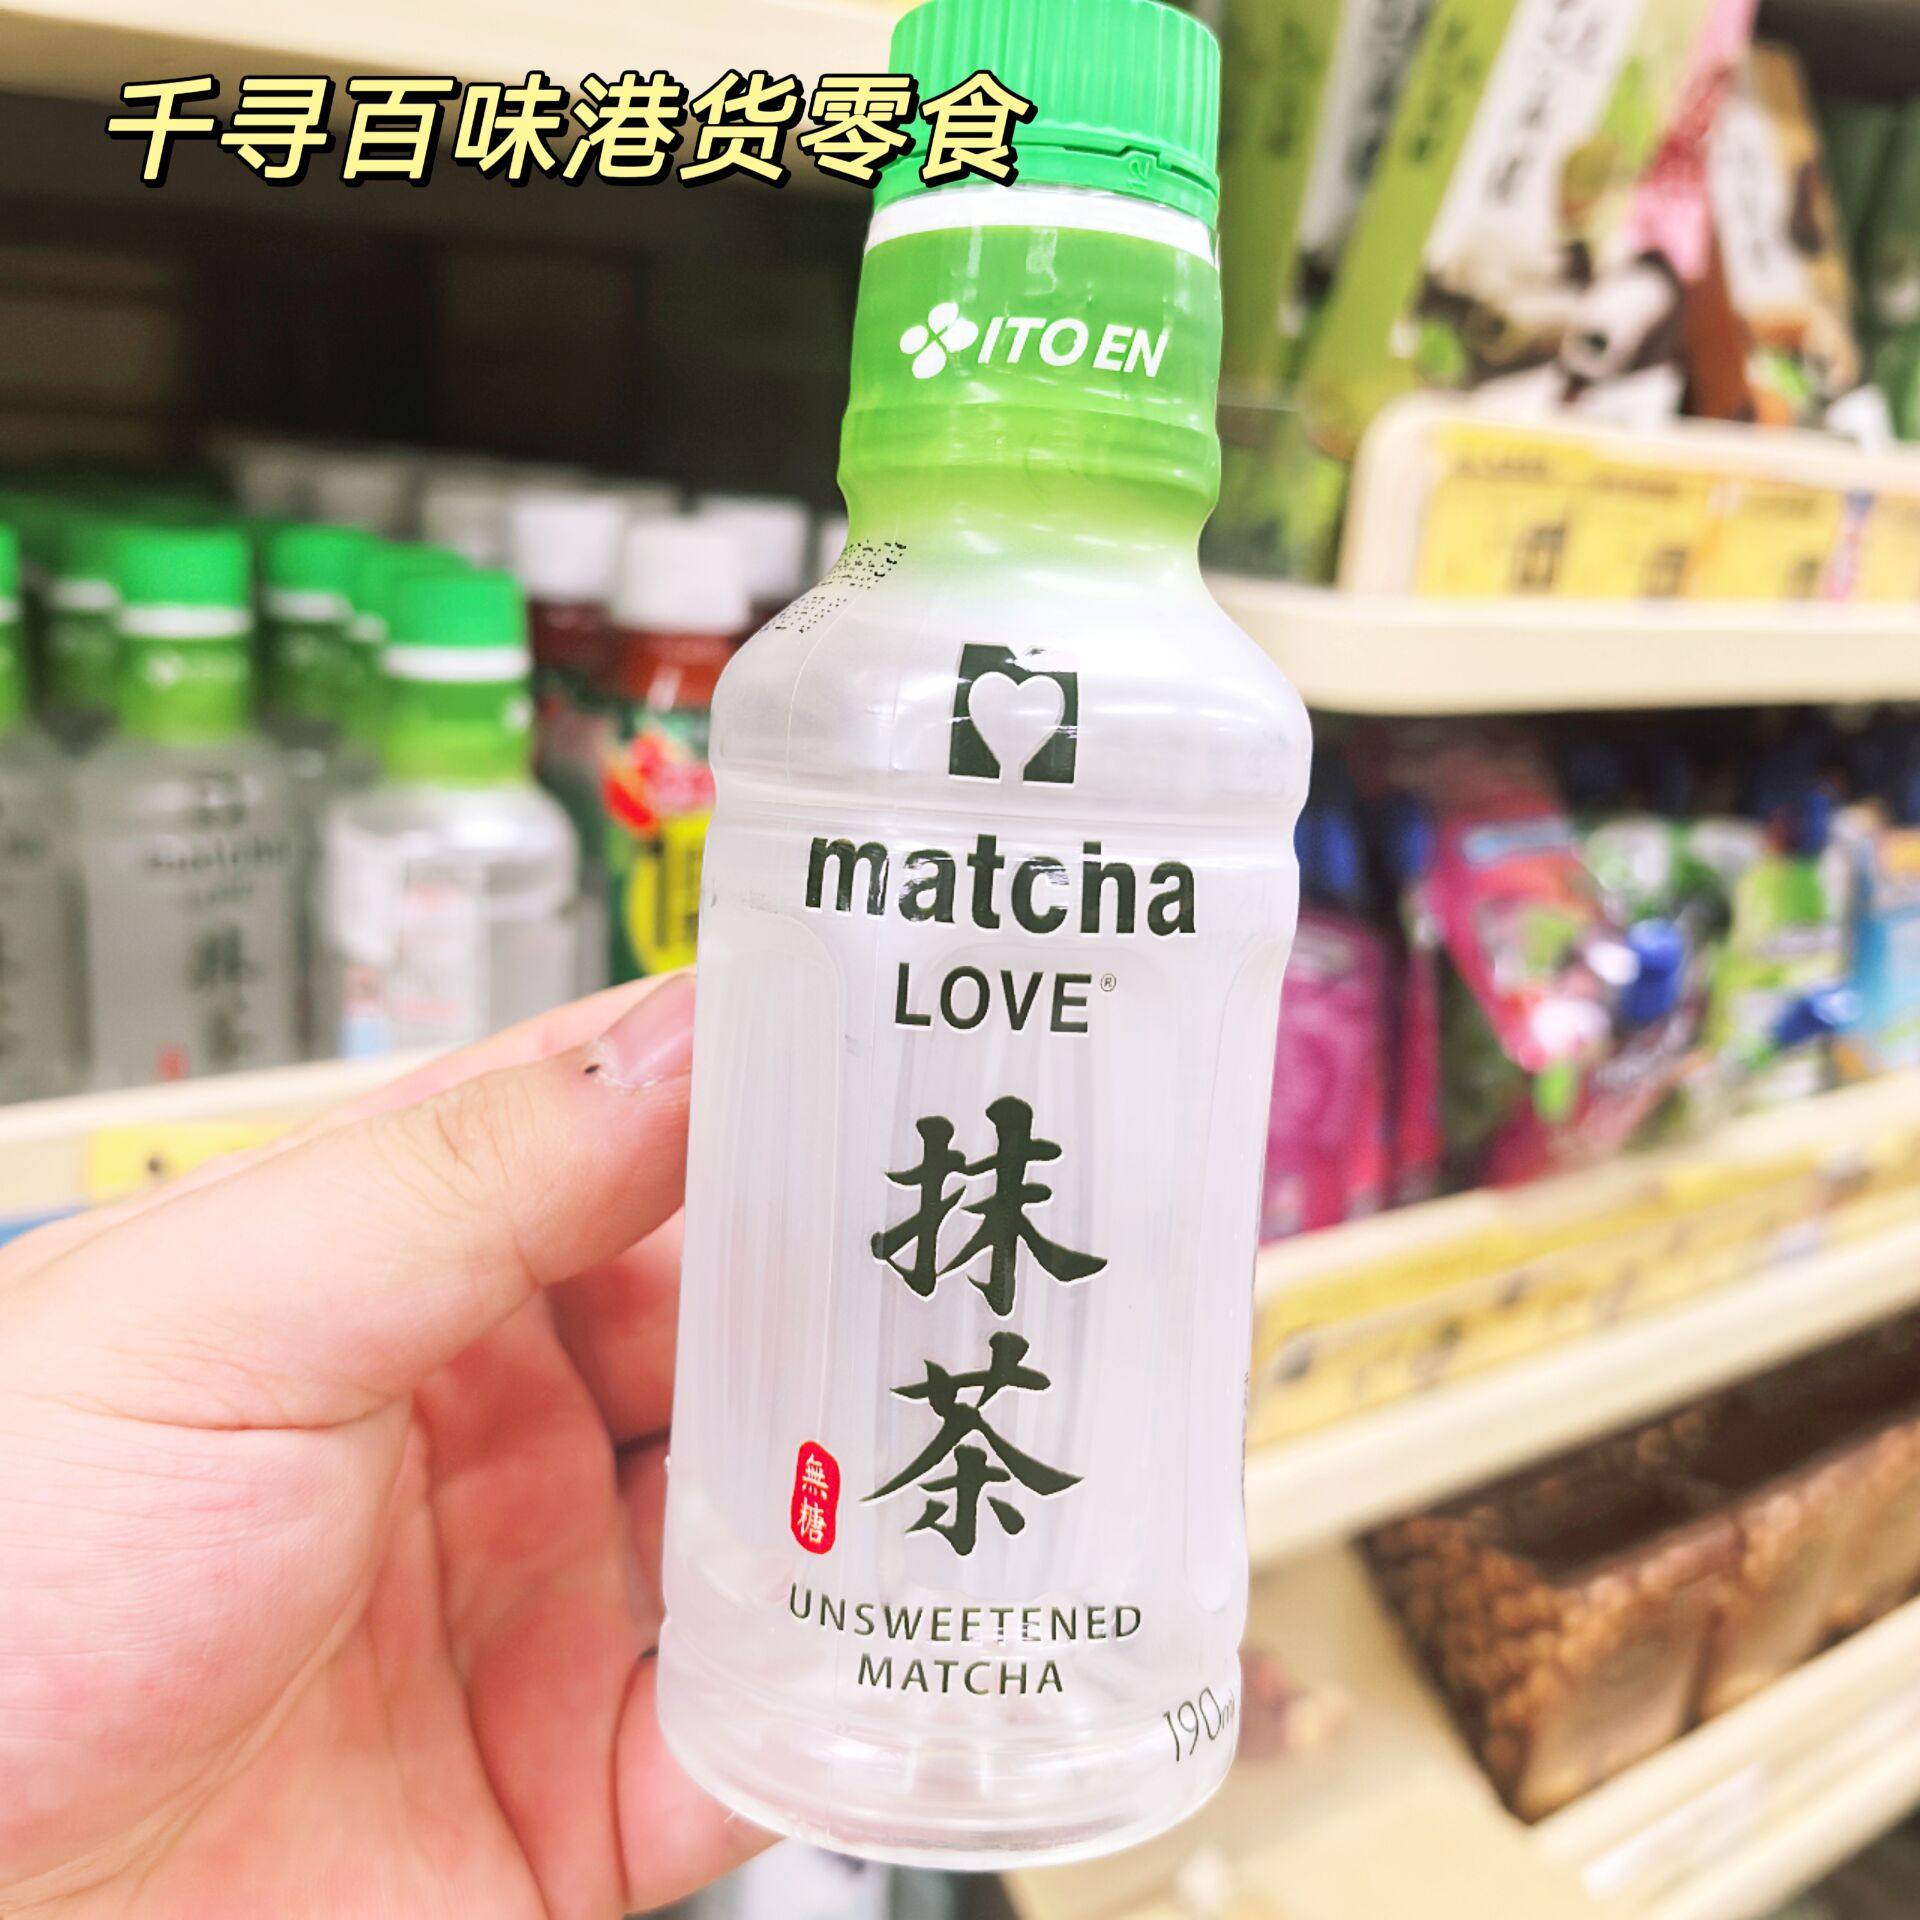 千寻百味港货零食
ITO EN
matcha
LOVE®
抹
茶
無
糖
UNSWEETENED
MATCHA
190ml